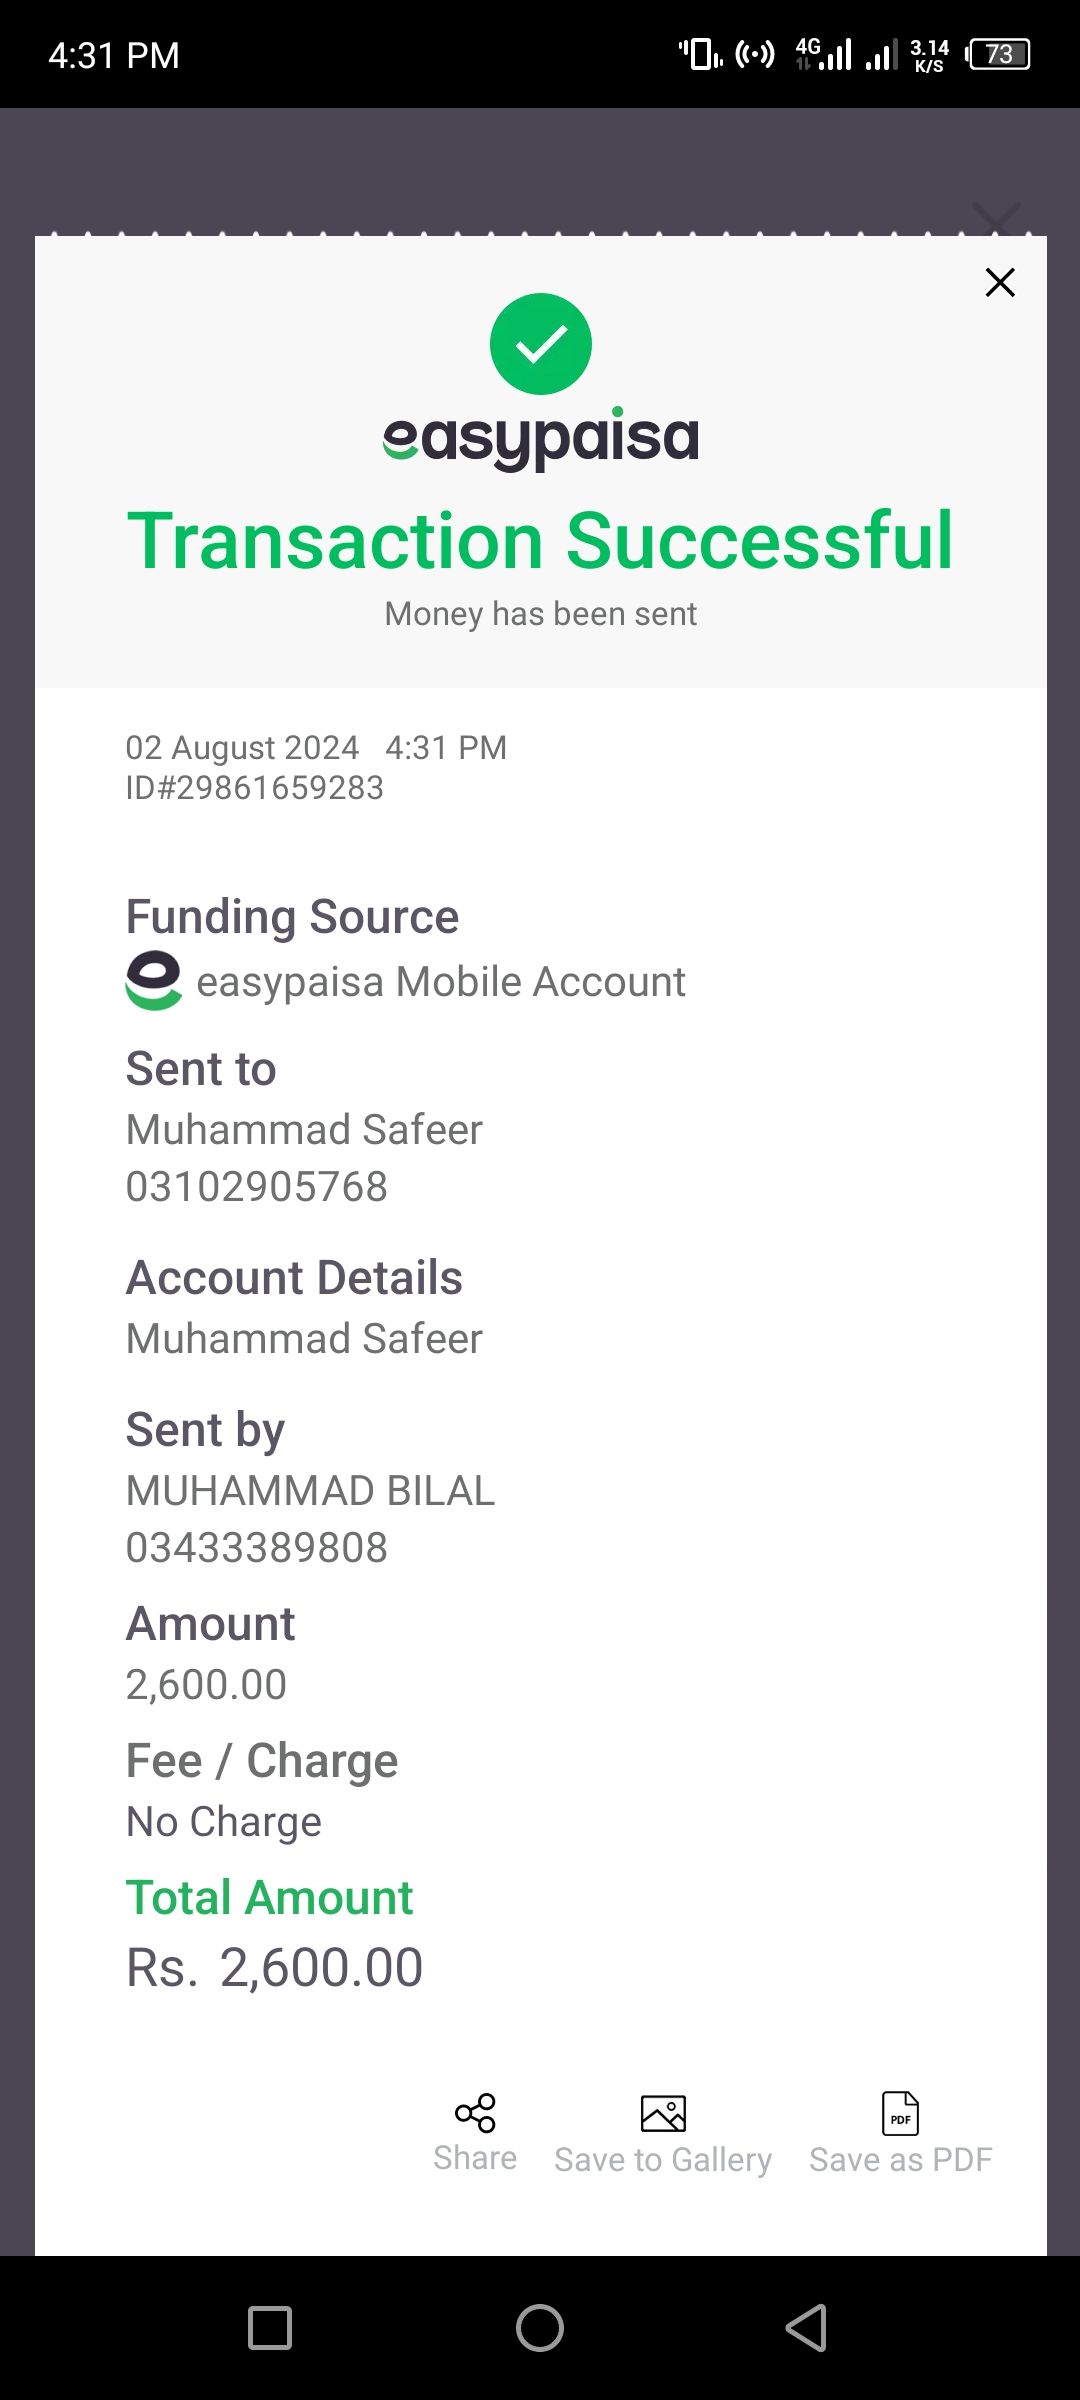 4:31 PM
4G
3.14
K/S
73
easypaisa
Transaction Successful
Money has been sent
02 August 2024 4:31 PM
ID#29861659283
Funding Source
easypaisa Mobile Account
Sent to
Muhammad Safeer
03102905768
Account Details
Muhammad Safeer
Sent by
MUHAMMAD BILAL
03433389808
Amount
2,600.00
Fee / Charge
No Charge
Total Amount
Rs. 2,600.00
PDF
Share Save to Gallery Save as PDF